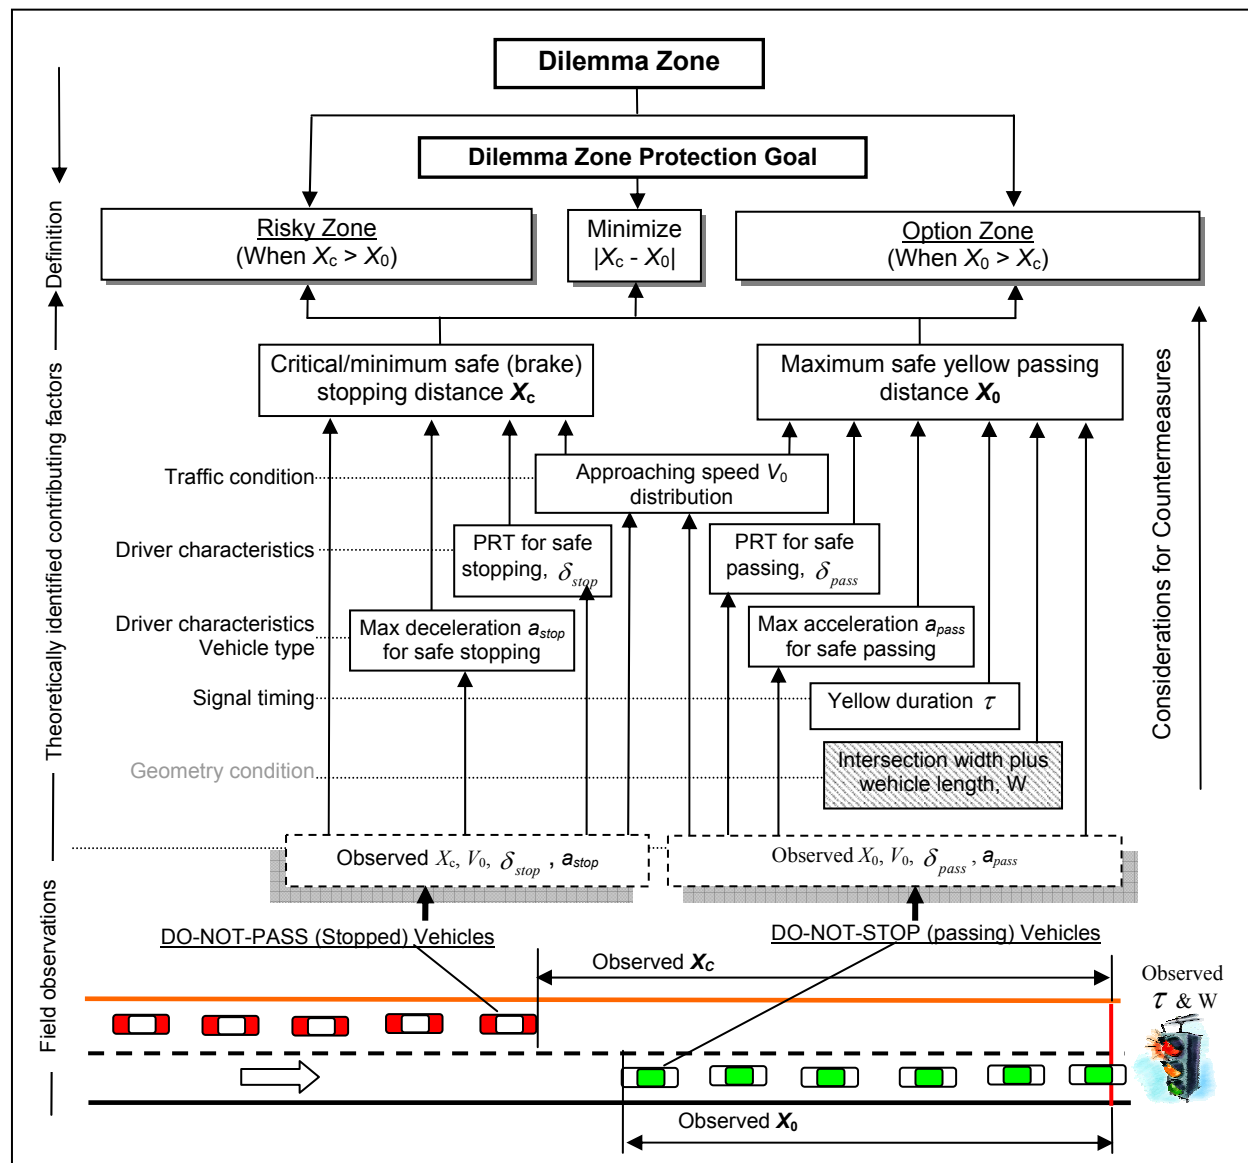 Dilemma Zone
Dilemma Zone Protection Goal
Risky Zone
(When Xc > X0)
Minimize
|Xc - X0|
Option Zone
(When X0 > Xc)
Definition
Critical/minimum safe (brake)
stopping distance Xc
Maximum safe yellow passing
distance X0
Theoretically identified contributing factors
Considerations for Countermeasures
Traffic condition
Approaching speed V0
distribution
Driver characteristics
PRT for safe
stopping, δstop
PRT for safe
passing, δpass
Driver characteristics
Vehicle type
Max deceleration astop
for safe stopping
Max acceleration apass
for safe passing
Signal timing
Yellow duration τ
Geometry condition
Intersection width plus
wehicle length, W
Observed Xc, V0, δstop , astop
Observed X0, V0, δpass , apass
Field observations
DO-NOT-PASS (Stopped) Vehicles
DO-NOT-STOP (passing) Vehicles
Observed Xc
Observed
τ & W
Observed X0